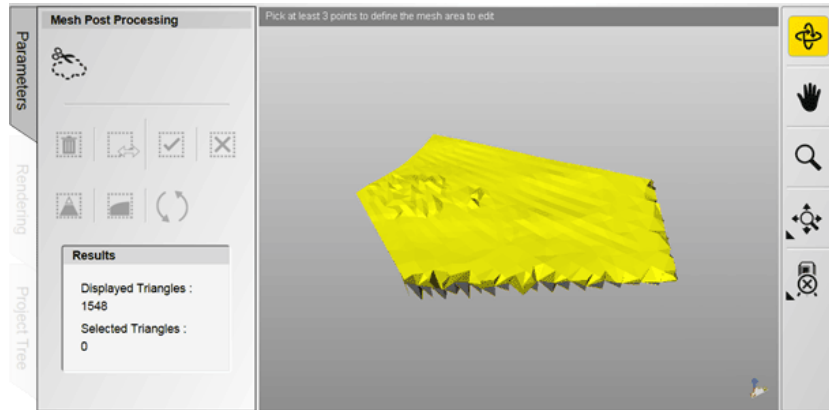 Parameters
Rendering
Project Tree
Mesh Post Processing
Results
Displayed Triangles :
1548
Selected Triangles :
0
Pick at least 3 points to define the mesh area to edit